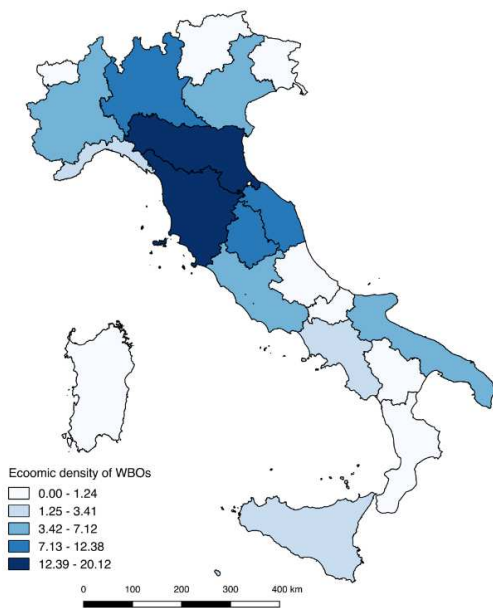 Ecoomic density of WBOs
0.00 - 1.24
1.25 - 3.41
3.42 - 7.12
7.13 - 12.38
12.39 - 20.12
0 100 200 300 400 km